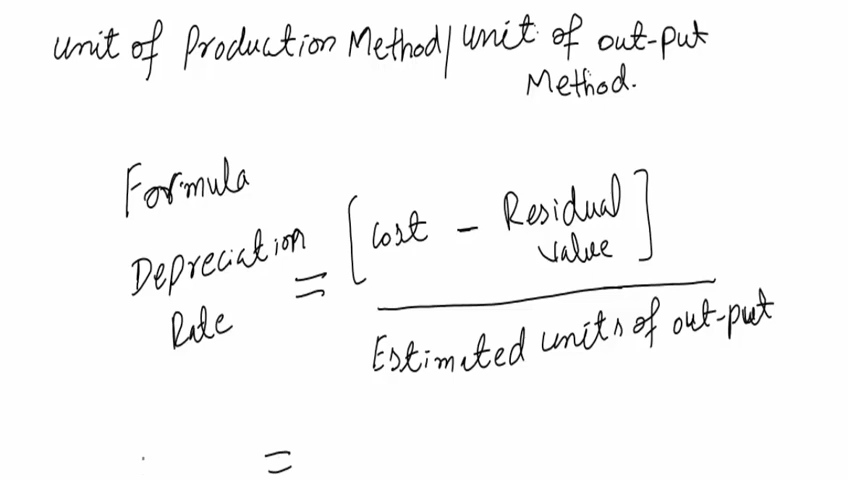 Unit of Production Method/Unit of out-put
Method.
Formula
Depreciation Rate = [Cost - Residual Value]
Estimated units of out-put
=